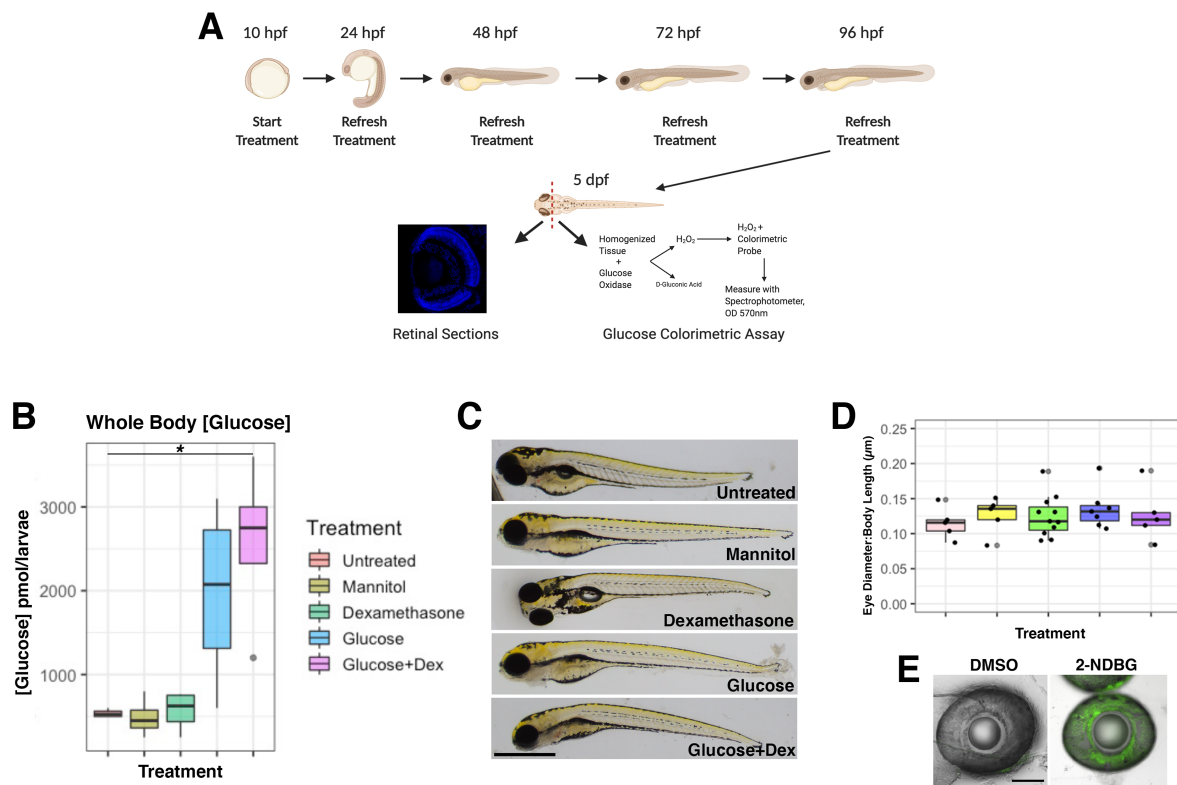 A
10 hpf
24 hpf
48 hpf
72 hpf
96 hpf
Start
Treatment
Refresh
Treatment
Refresh
Treatment
Refresh
Treatment
Refresh
Treatment
5 dpf
Homogenized
Tissue
+
Glucose
Oxidase
H₂O₂
D-Gluconic Acid
H₂O₂ +
Colorimetric
Probe
Measure with
Spectrophotometer,
OD 570nm
Retinal Sections
Glucose Colorimetric Assay
B
Whole Body [Glucose]
*
[Glucose] pmol/larvae
3000
2000
1000
Treatment
Treatment
Untreated
Mannitol
Dexamethasone
Glucose
Glucose+Dex
C
Untreated
Mannitol
Dexamethasone
Glucose
Glucose+Dex
D
Eye Diameter:Body Length (µm)
0.25
0.20
0.15
0.10
0.05
0.00
Treatment
E
DMSO
2-NDBG